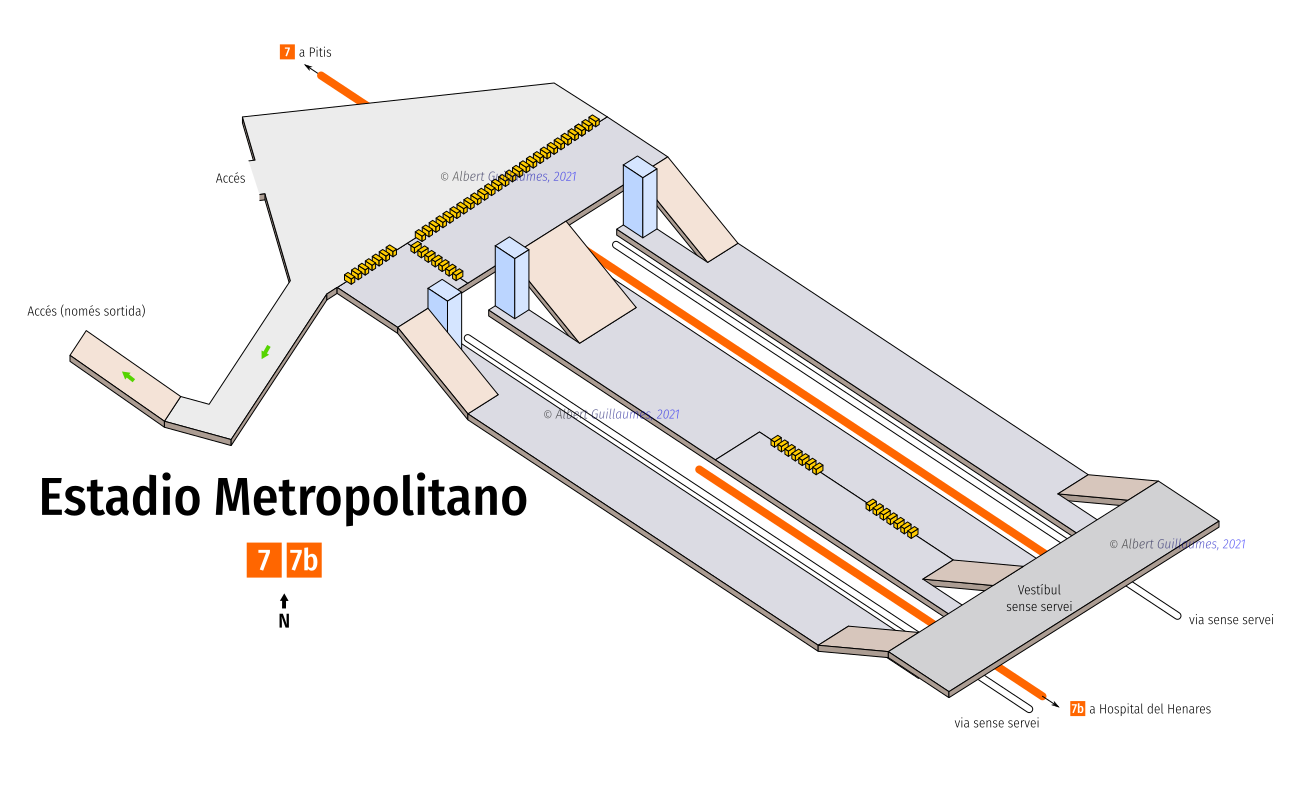 7 a Pitis
Accés
© Albert Guillaumes, 2021
Accés (només sortida)
© Albert Guillaumes, 2021
Estadio Metropolitano
7 7b
N
© Albert Guillaumes, 2021
Vestíbul
sense servei
via sense servei
7b a Hospital del Henares
via sense servei